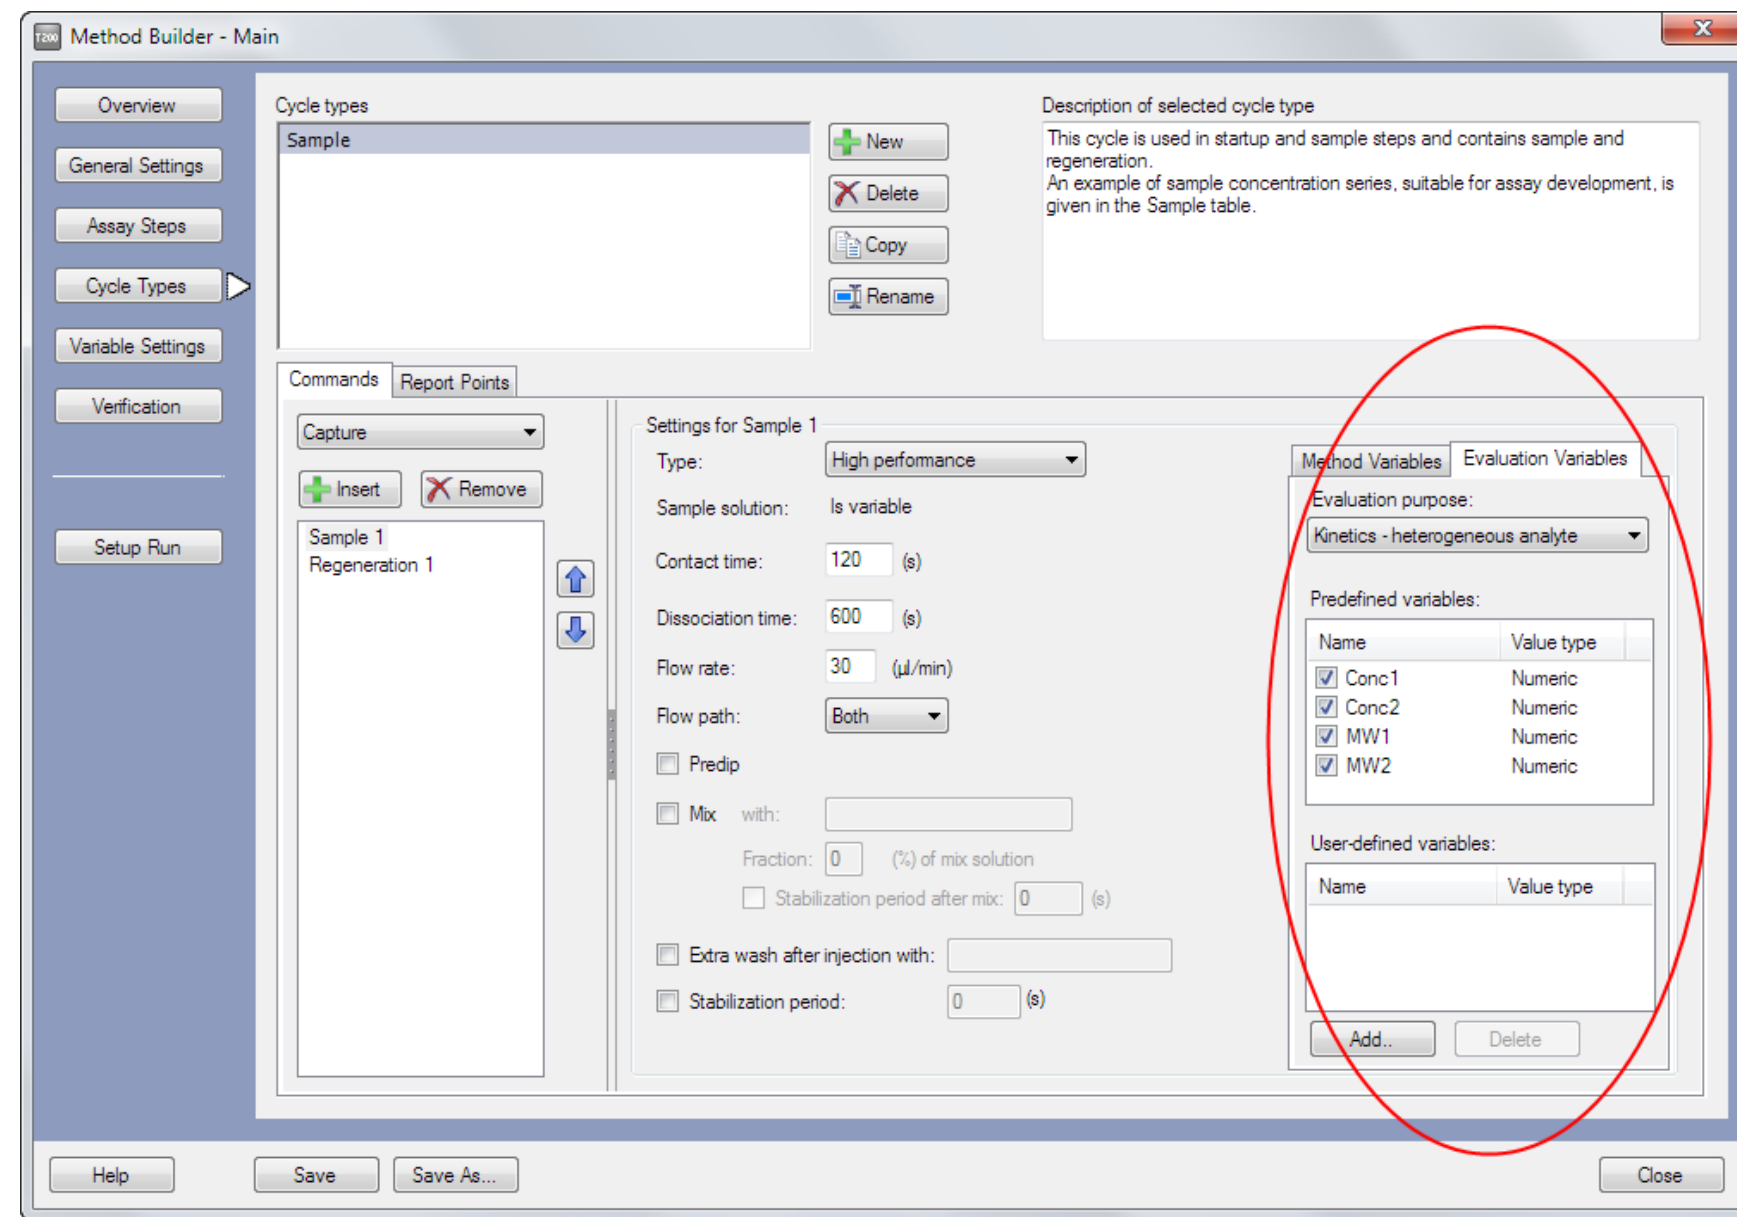 T200 Method Builder - Main
X
Overview
General Settings
Assay Steps
Cycle Types
Variable Settings
Verification
Setup Run
Cycle types
Sample
New
Delete
Copy
Rename
Description of selected cycle type
This cycle is used in startup and sample steps and contains sample and
regeneration.
An example of sample concentration series, suitable for assay development, is
given in the Sample table.
Commands Report Points
Capture
Insert Remove
Sample 1
Regeneration 1
Settings for Sample 1
Type: High performance
Sample solution: Is variable
Contact time: 120 (s)
Dissociation time: 600 (s)
Flow rate: 30 (µl/min)
Flow path: Both
Predip
Mix with:
Fraction: 0 (%) of mix solution
Stabilization period after mix: 0 (s)
Extra wash after injection with:
Stabilization period: 0 (s)
Method Variables Evaluation Variables
Evaluation purpose:
Kinetics - heterogeneous analyte
Predefined variables:
Name Value type
Conc1 Numeric
Conc2 Numeric
MW1 Numeric
MW2 Numeric
User-defined variables:
Name Value type
Add.. Delete
Help Save Save As... Close